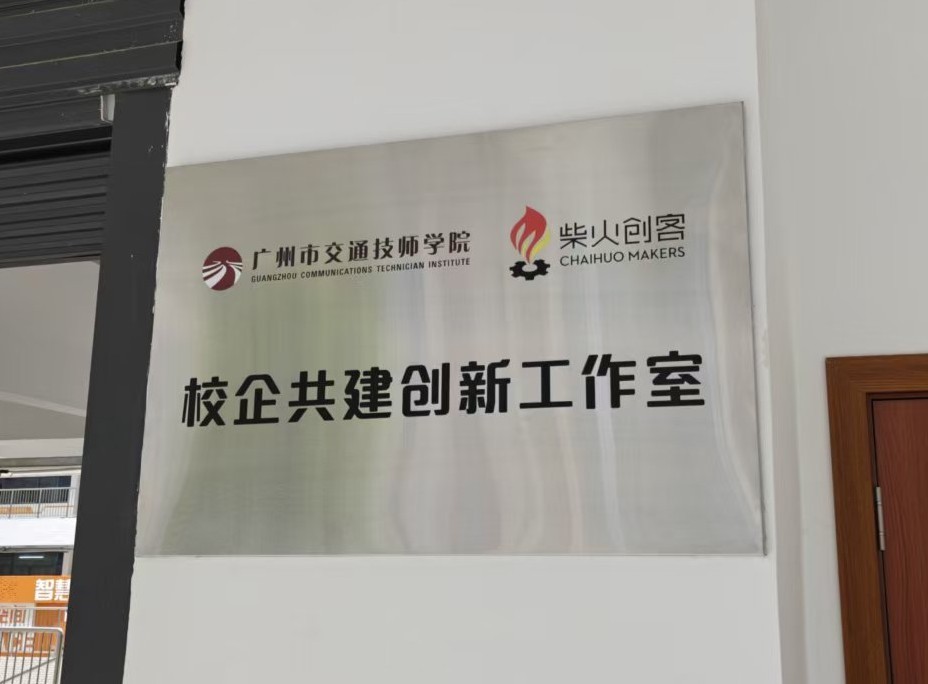 广州市交通技师学院
GUANGZHOU COMMUNICATIONS TECHNICIAN INSTITUTE
柴火创客
CHAIHUO MAKERS
校企共建创新工作室
智慧